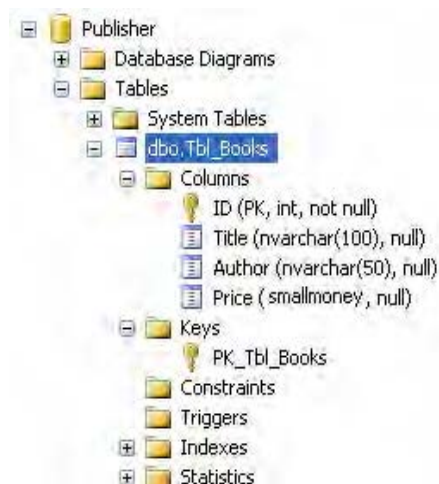 Publisher
Database Diagrams
Tables
System Tables
dbo.Tbl_Books
Columns
ID (PK, int, not null)
Title (nvarchar(100), null)
Author (nvarchar(50), null)
Price ( smallmoney, null)
Keys
PK_Tbl_Books
Constraints
Triggers
Indexes
Statistics